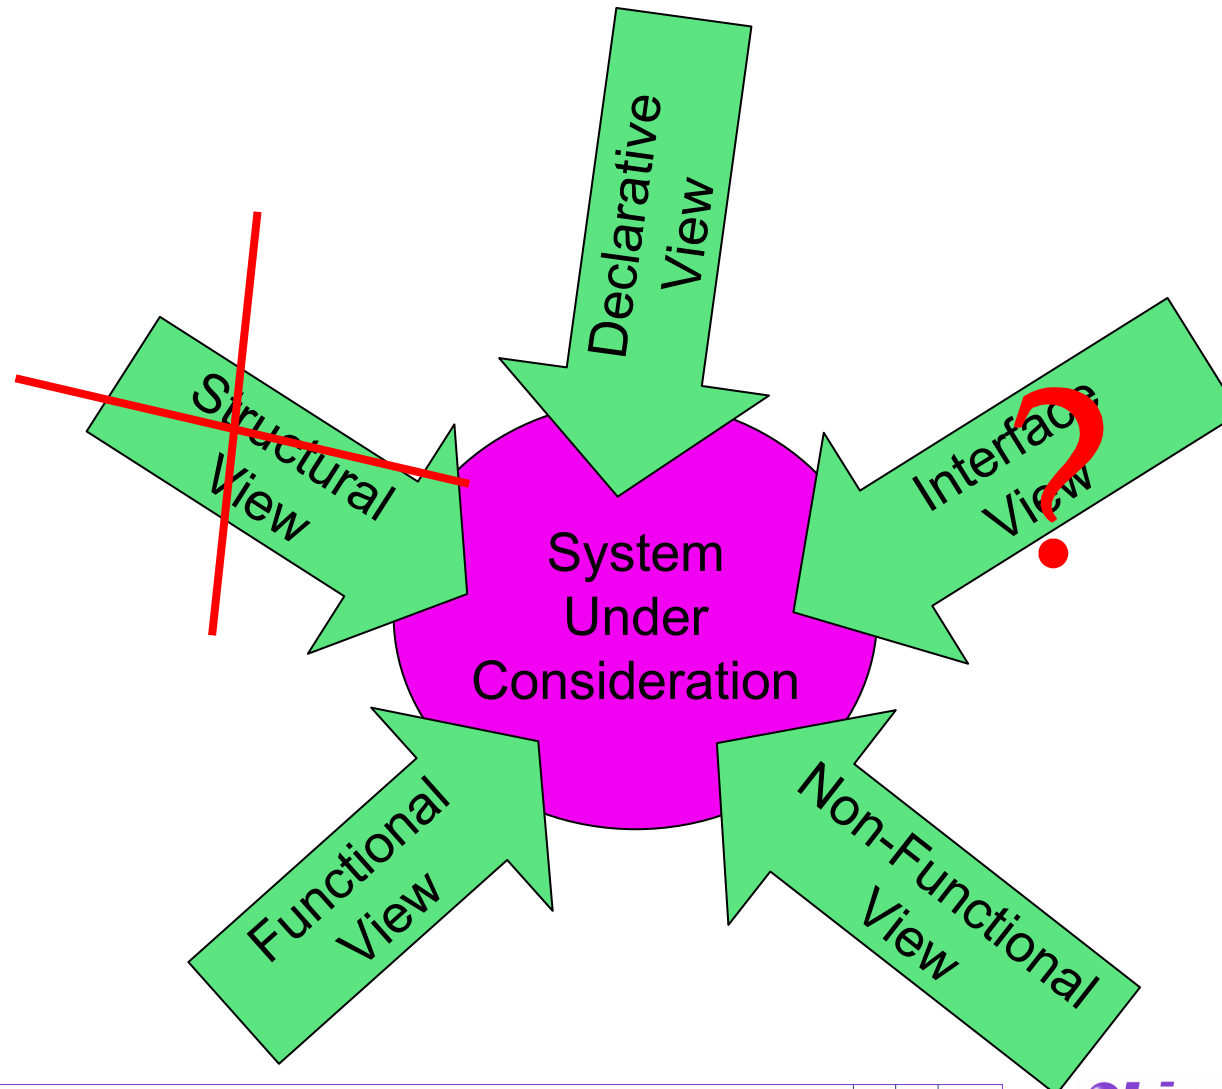 Declarative
View
Structural
View
Interface
View
?
System
Under
Consideration
Functional
View
Non-Functional
View